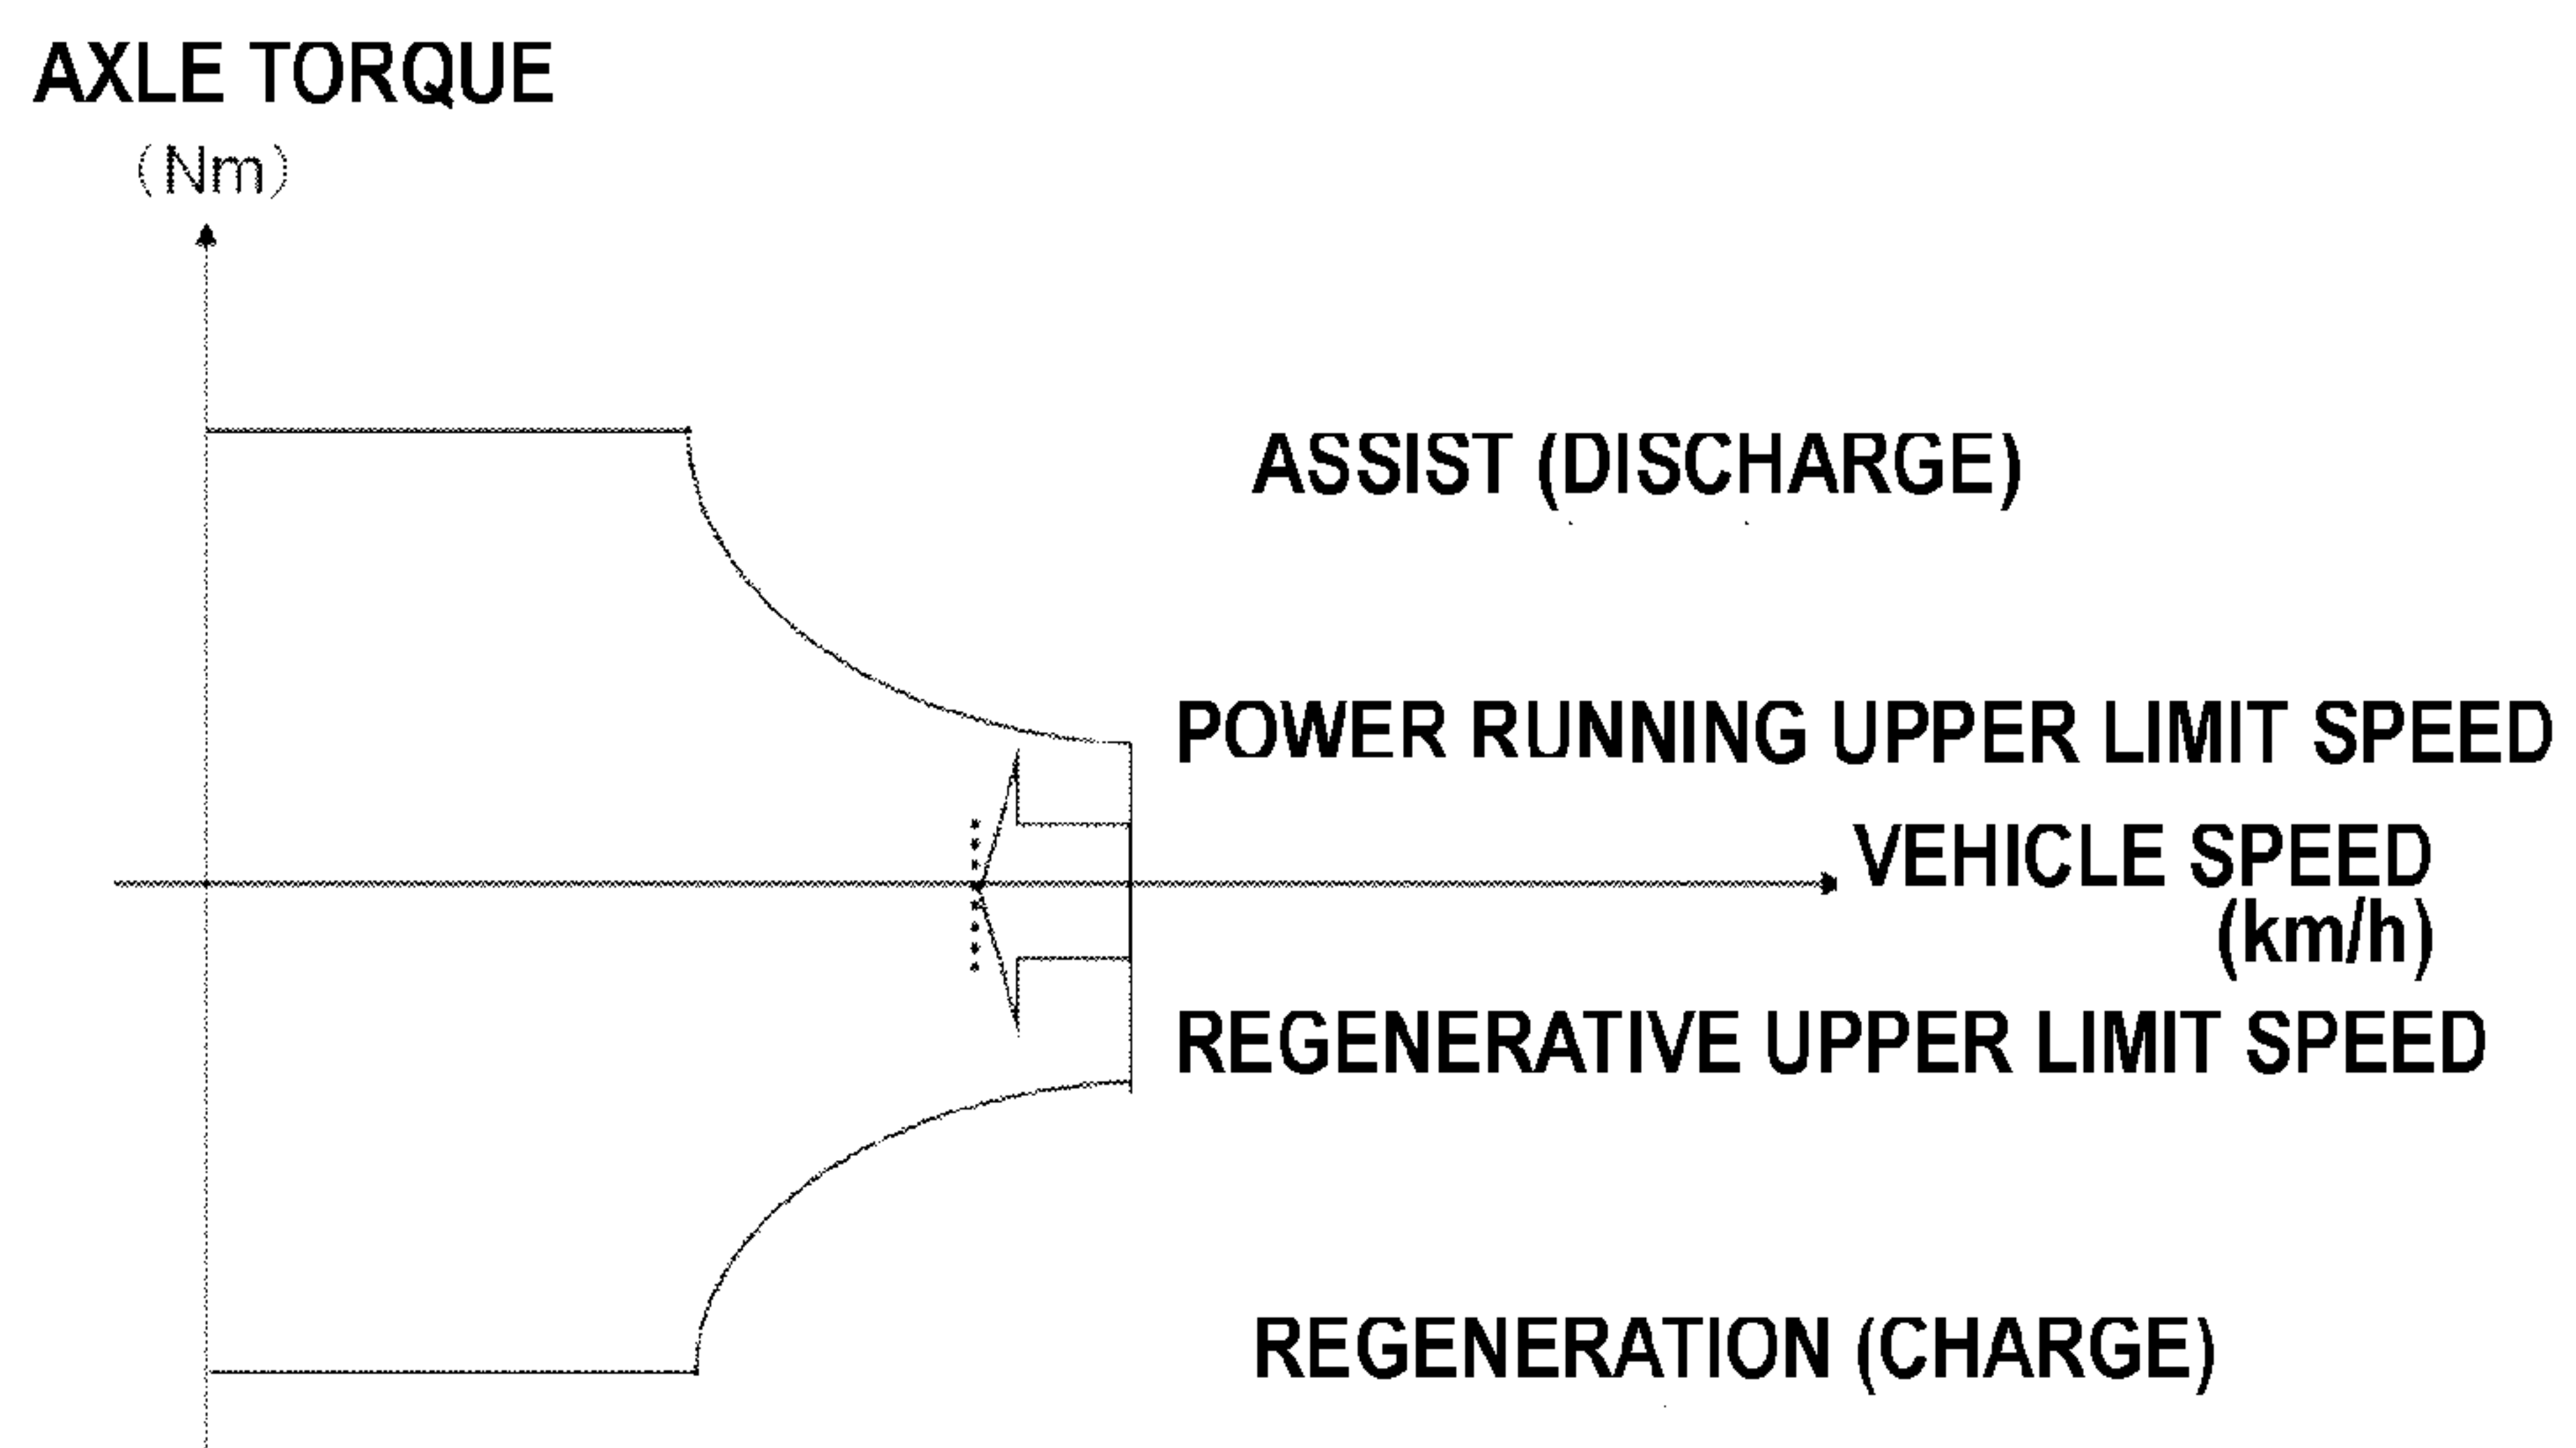 AXLE TORQUE
(Nm)
ASSIST (DISCHARGE)
POWER RUNNING UPPER LIMIT SPEED
VEHICLE SPEED
(km/h)
REGENERATIVE UPPER LIMIT SPEED
REGENERATION (CHARGE)